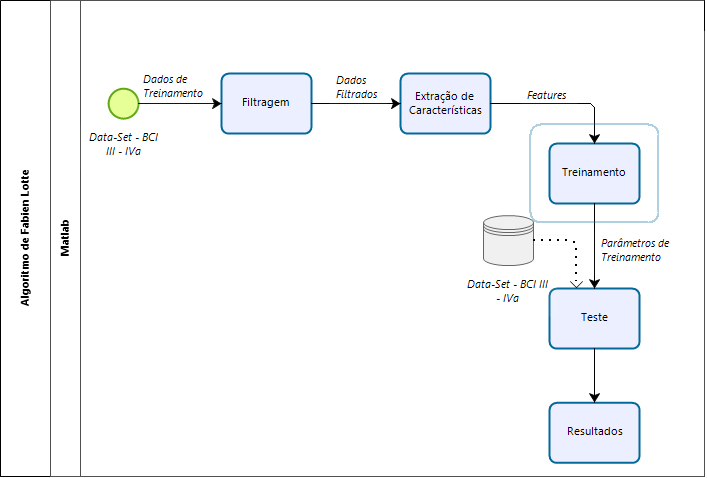 Algoritmo de Fabien Lotte
Matlab
Data-Set - BCI
III - IVa
Dados de
Treinamento
Filtragem
Dados
Filtrados
Extração de
Características
Features
Treinamento
Parâmetros de
Treinamento
Data-Set - BCI III
- IVa
Teste
Resultados